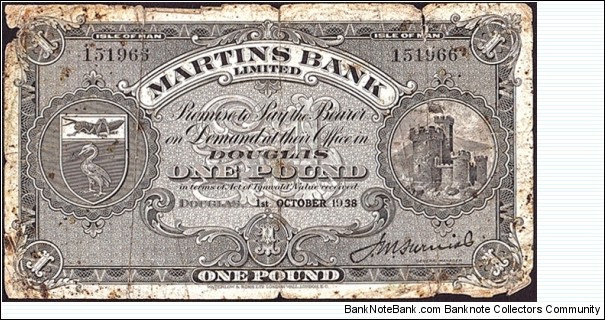 ISLE OF MAN ISLE OF MAN
151965 151966
MARTINS BANK
LIMITED
Promise to Pay the Bearer
on Demand at their Office in
DOUGLAS
ONE POUND
in terms of Act of Tynwald Value received
DOUGLAS, 1st OCTOBER 1938
1 1
ONE POUND
BankNoteBank.com - Banknote Collectors Community